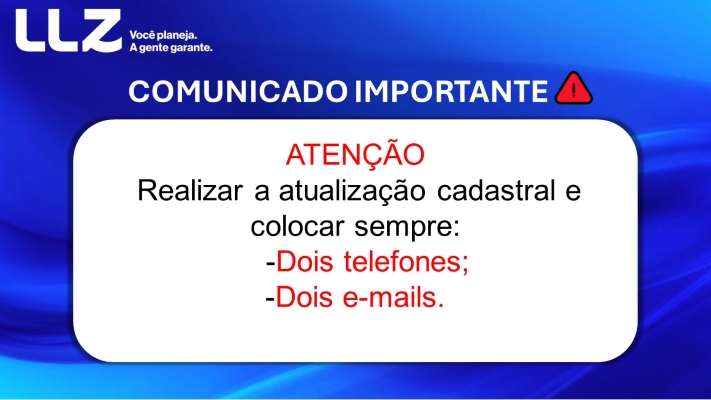 LLZ
Você planeja.
A gente garante.
COMUNICADO IMPORTANTE
ATENÇÃO
Realizar a atualização cadastral e
colocar sempre:
-Dois telefones;
-Dois e-mails.